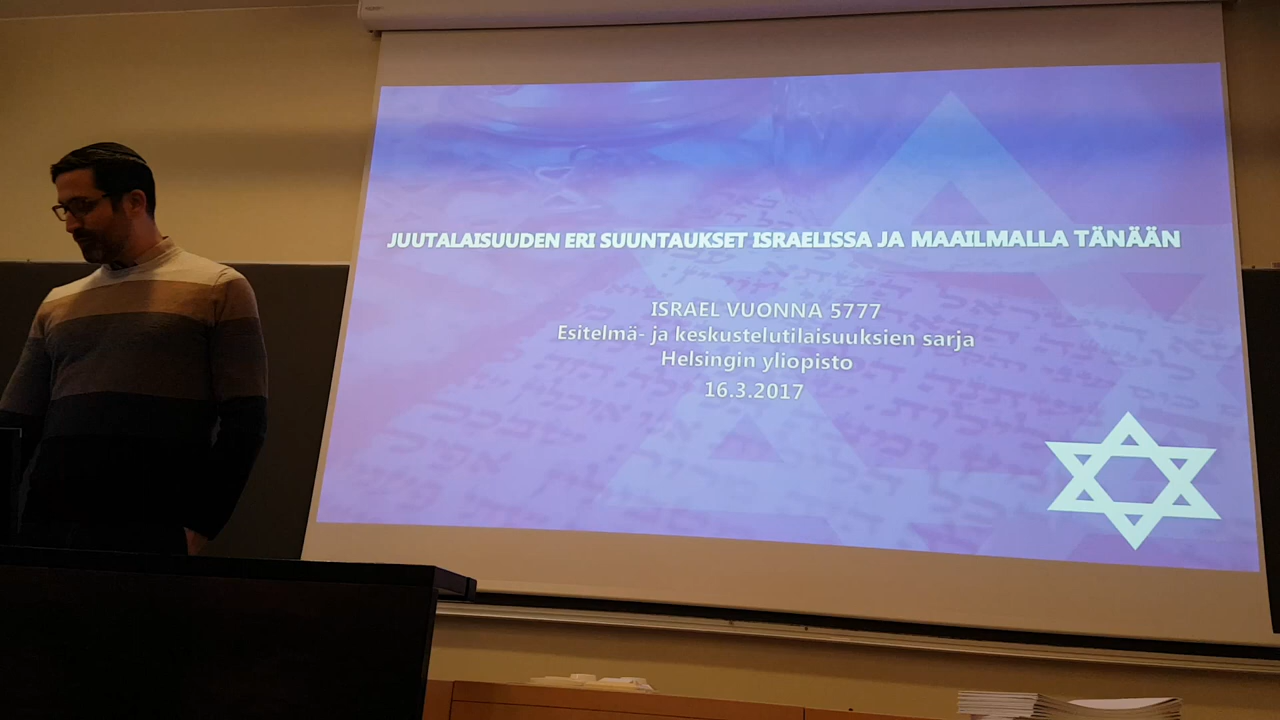 JUUTALAISUUDEN ERI SUUNTAUKSET ISRAELISSA JA MAAILMALLA TÄNÄÄN
ISRAEL VUONNA 5777
Esitelmä- ja keskustelutilaisuuksien sarja
Helsingin yliopisto
16.3.2017